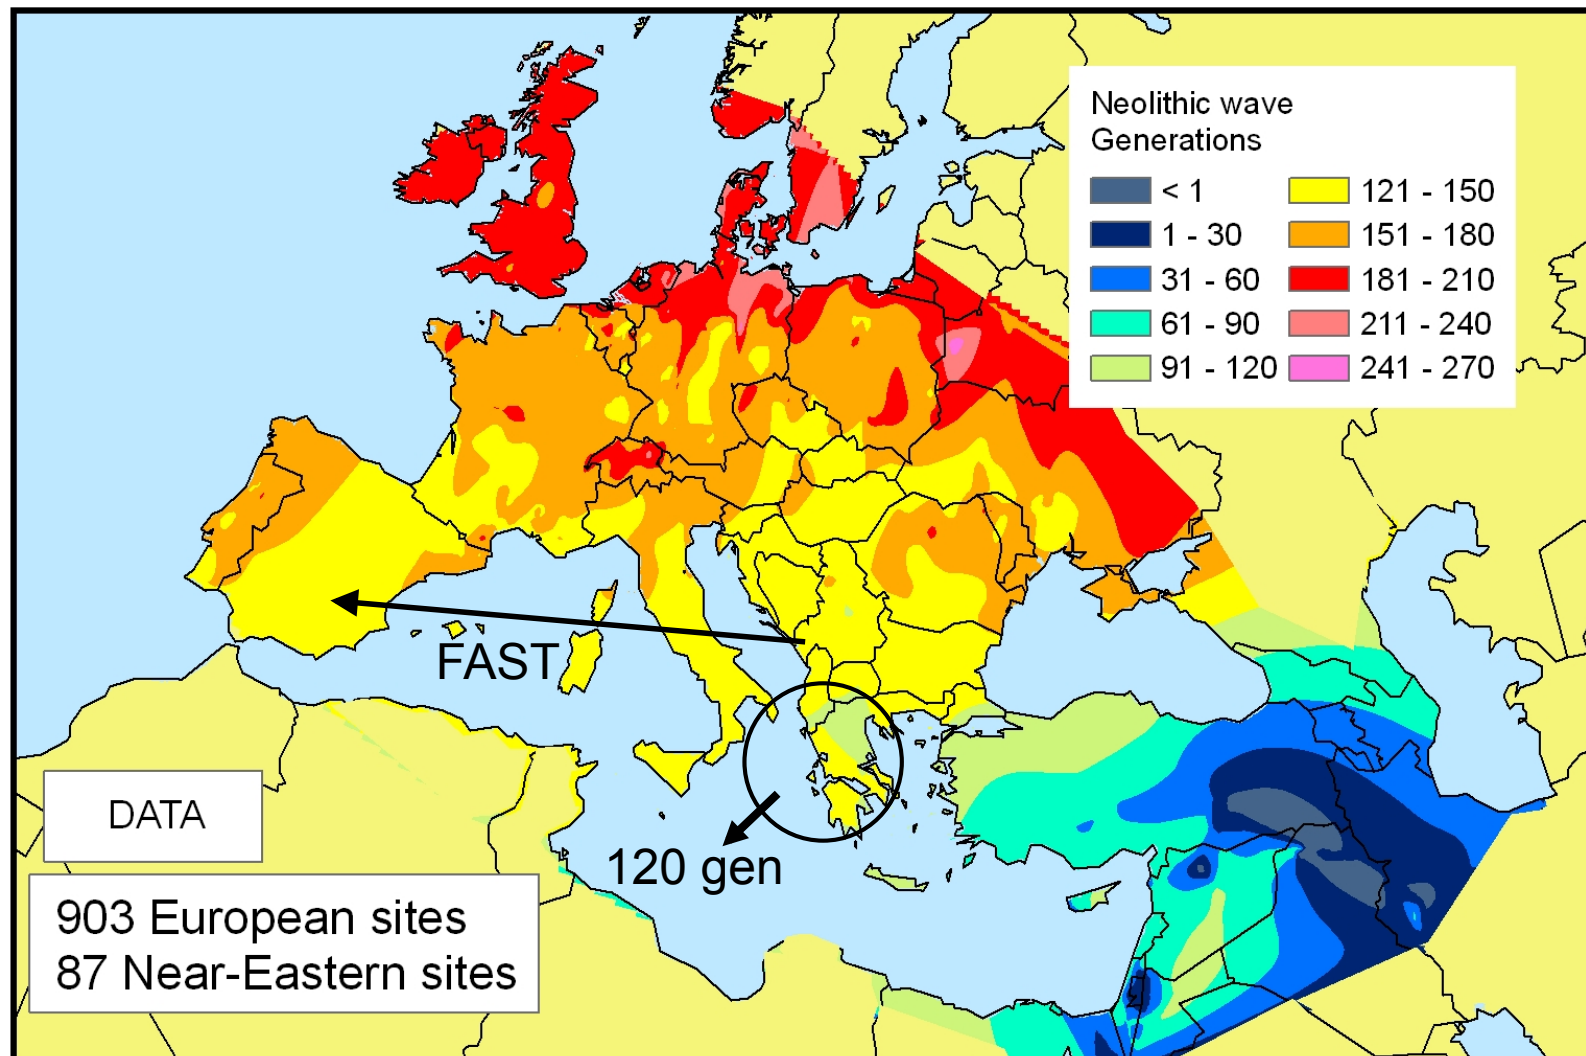 Neolithic wave
Generations
< 1
1 - 30
31 - 60
61 - 90
91 - 120
121 - 150
151 - 180
181 - 210
211 - 240
241 - 270
FAST
120 gen
DATA
903 European sites
87 Near-Eastern sites